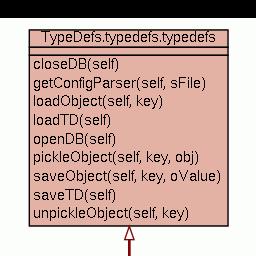 TypeDefs.typedefs.typedefs
closeDB(self)
getConfigParser(self, sFile)
loadObject(self, key)
loadTD(self)
openDB(self)
pickleObject(self, key, obj)
saveObject(self, key, oValue)
saveTD(self)
unpickleObject(self, key)